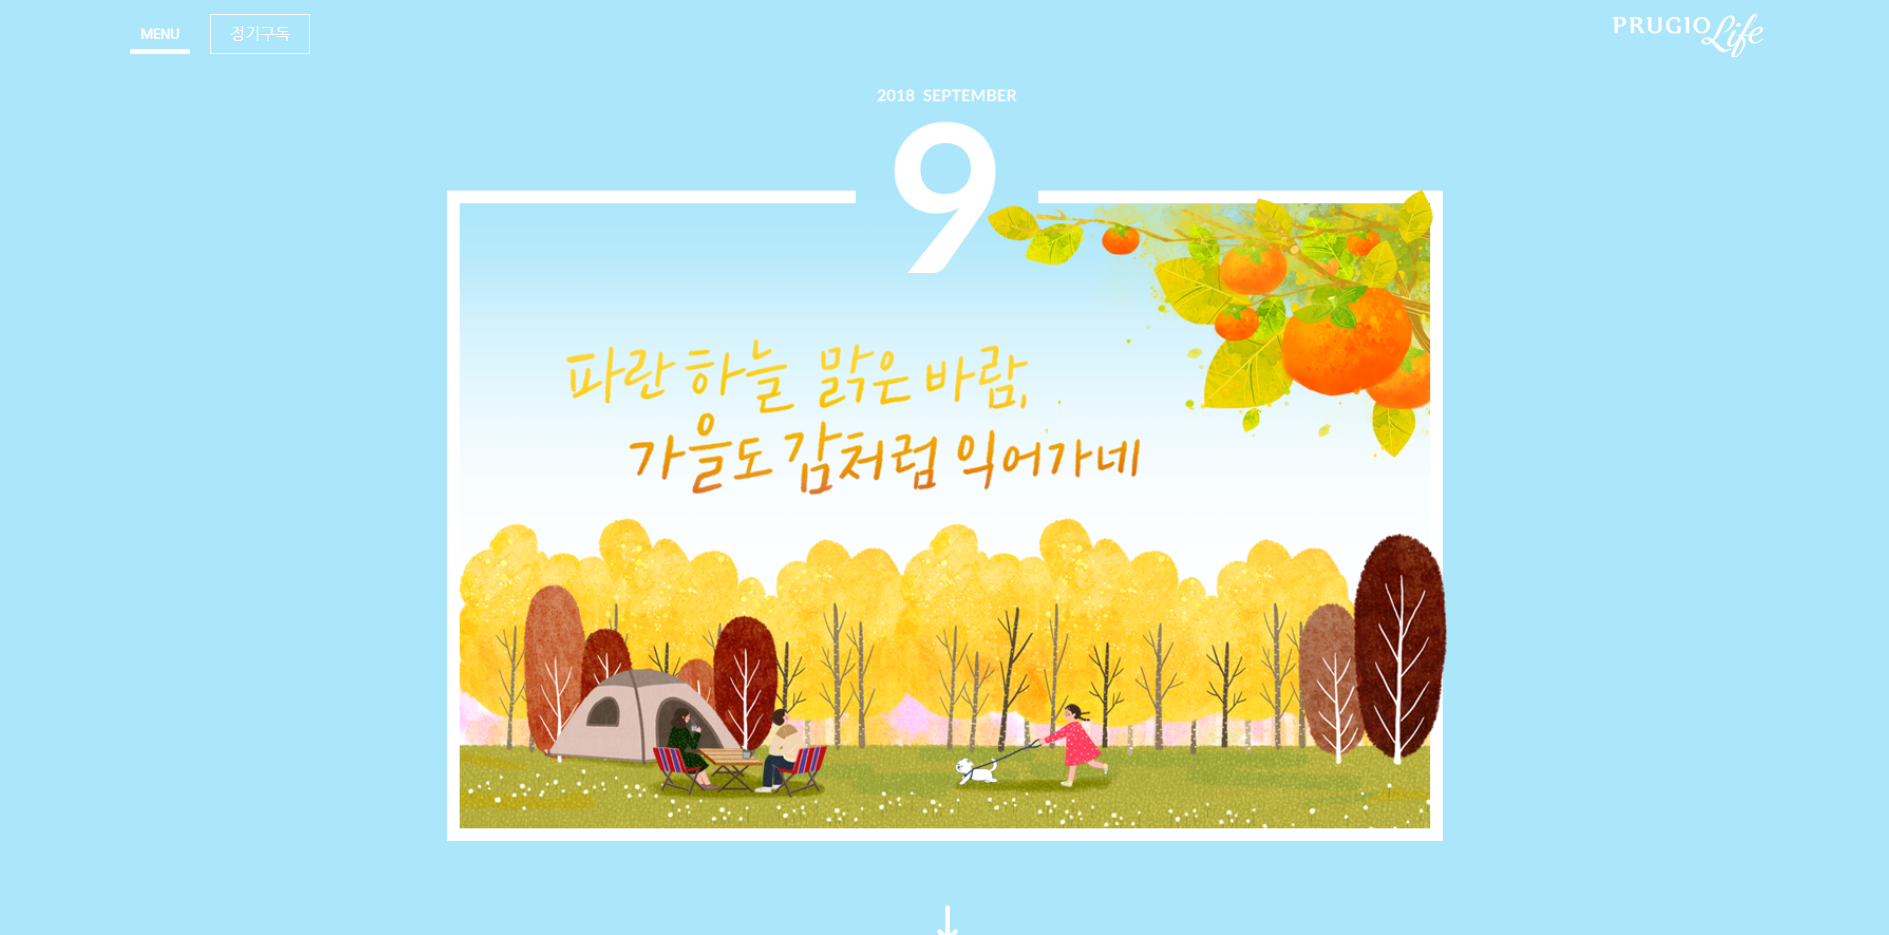 MENU
정기구독
PRUGIO Life
2018 SEPTEMBER
9
파란 하늘 맑은 바람,
가을도 감처럼 익어가네